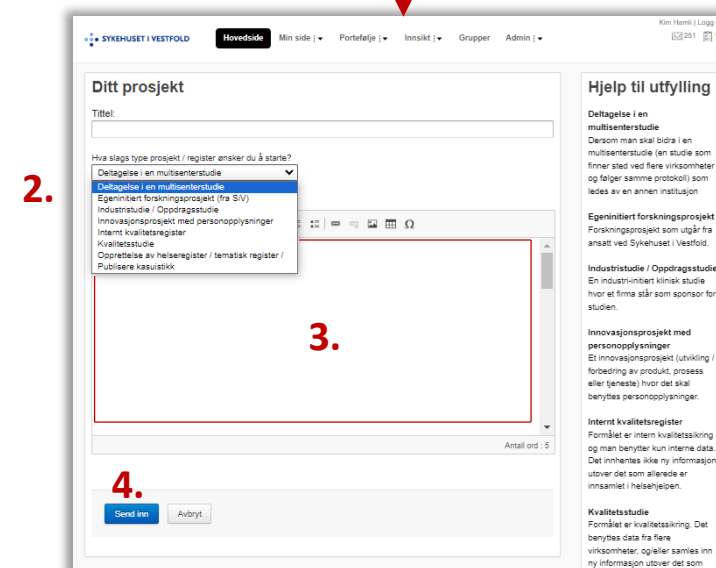 Kim Hamli | Logg
SYKEHUSET I VESTFOLD
Hovedside
Min side
Portefølje
Innsikt
Grupper
Admin
251
Ditt prosjekt
Tittel:
Hva slags type prosjekt / register ønsker du å starte?
Deltagelse i en multisenterstudie
2.
Deltagelse i en multisenterstudie
Egeninitiert forskningsprosjekt (fra SiV)
Industristudie / Oppdragsstudie
Innovasjonsprosjekt med personopplysninger
Internt kvalitetsregister
Kvalitetsstudie
Opprettelse av helseregister / tematisk register /
Publisere kasuistikk
Ω
3.
Antall ord : 5
4.
Send inn
Avbryt
Hjelp til utfylling
Deltagelse i en
multisenterstudie
Dersom man skal bidra i en
multisenterstudie (en studie som
finner sted ved flere virksomheter
og følger samme protokoll) som
ledes av en annen institusjon
Egeninitiert forskningsprosjekt
Forskningsprosjekt som utgår fra
ansatt ved Sykehuset i Vestfold.
Industristudie / Oppdragsstudie
En industri-initiert klinisk studie
hvor et firma står som sponsor for
studien.
Innovasjonsprosjekt med
personopplysninger
Et innovasjonsprosjekt (utvikling /
forbedring av produkt, prosess
eller tjeneste) hvor det skal
benyttes personopplysninger.
Internt kvalitetsregister
Formålet er intern kvalitetssikring
og man benytter kun interne data.
Det innhentes ikke ny informasjon
utover det som allerede er
innsamlet i helsehjelpen.
Kvalitetsstudie
Formålet er kvalitetssikring. Det
benyttes data fra flere
virksomheter, og/eller samles inn
ny informasjon utover det som